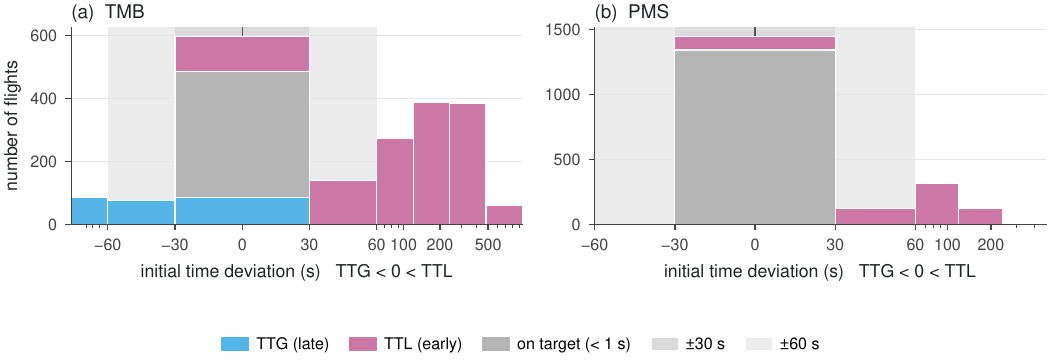 (a) TMB
number of flights
600
400
200
0
−60
−30
0
30
60
100
200
500
initial time deviation (s) TTG < 0 < TTL
(b) PMS
1500
1000
500
0
−60
−30
0
30
60
100
200
initial time deviation (s) TTG < 0 < TTL
TTG (late)
TTL (early)
on target (< 1 s)
±30 s
±60 s